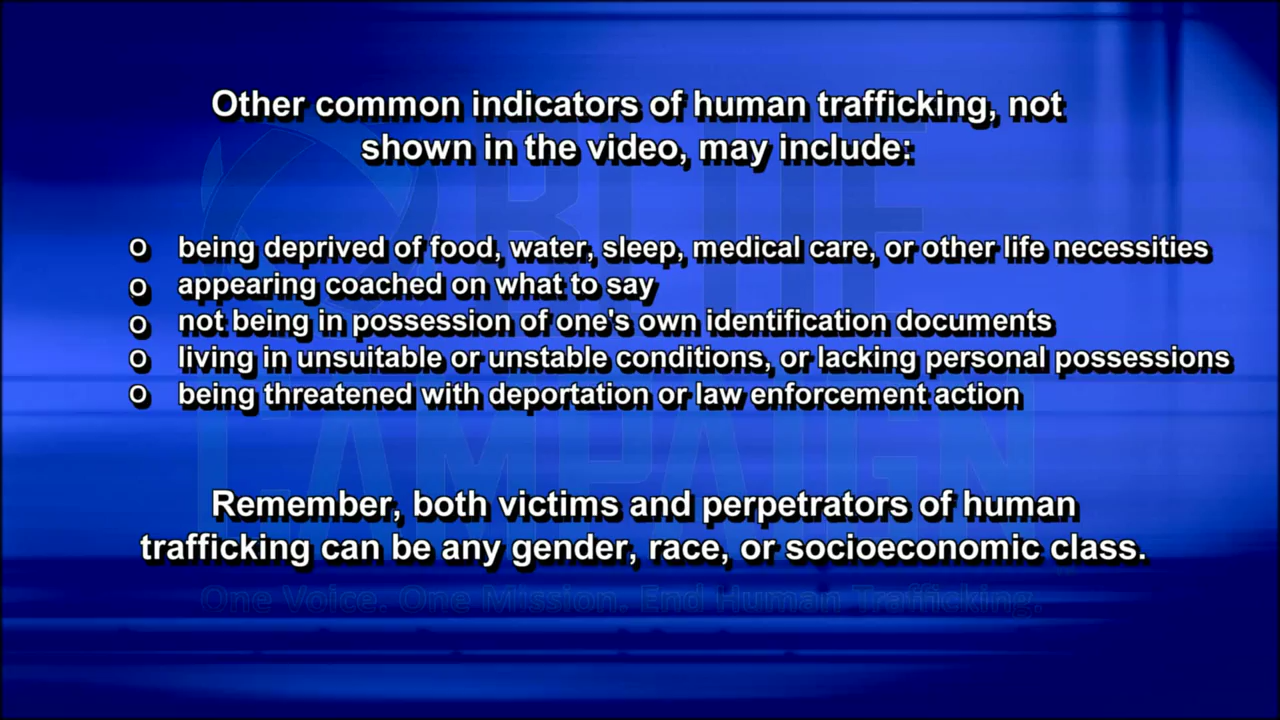 Other common indicators of human trafficking, not
shown in the video, may include:
o being deprived of food, water, sleep, medical care, or other life necessities
o appearing coached on what to say
o not being in possession of one's own identification documents
o living in unsuitable or unstable conditions, or lacking personal possessions
o being threatened with deportation or law enforcement action
Remember, both victims and perpetrators of human
trafficking can be any gender, race, or socioeconomic class.
BLUE
CAMPAIGN
One Voice. One Mission. End Human Trafficking.